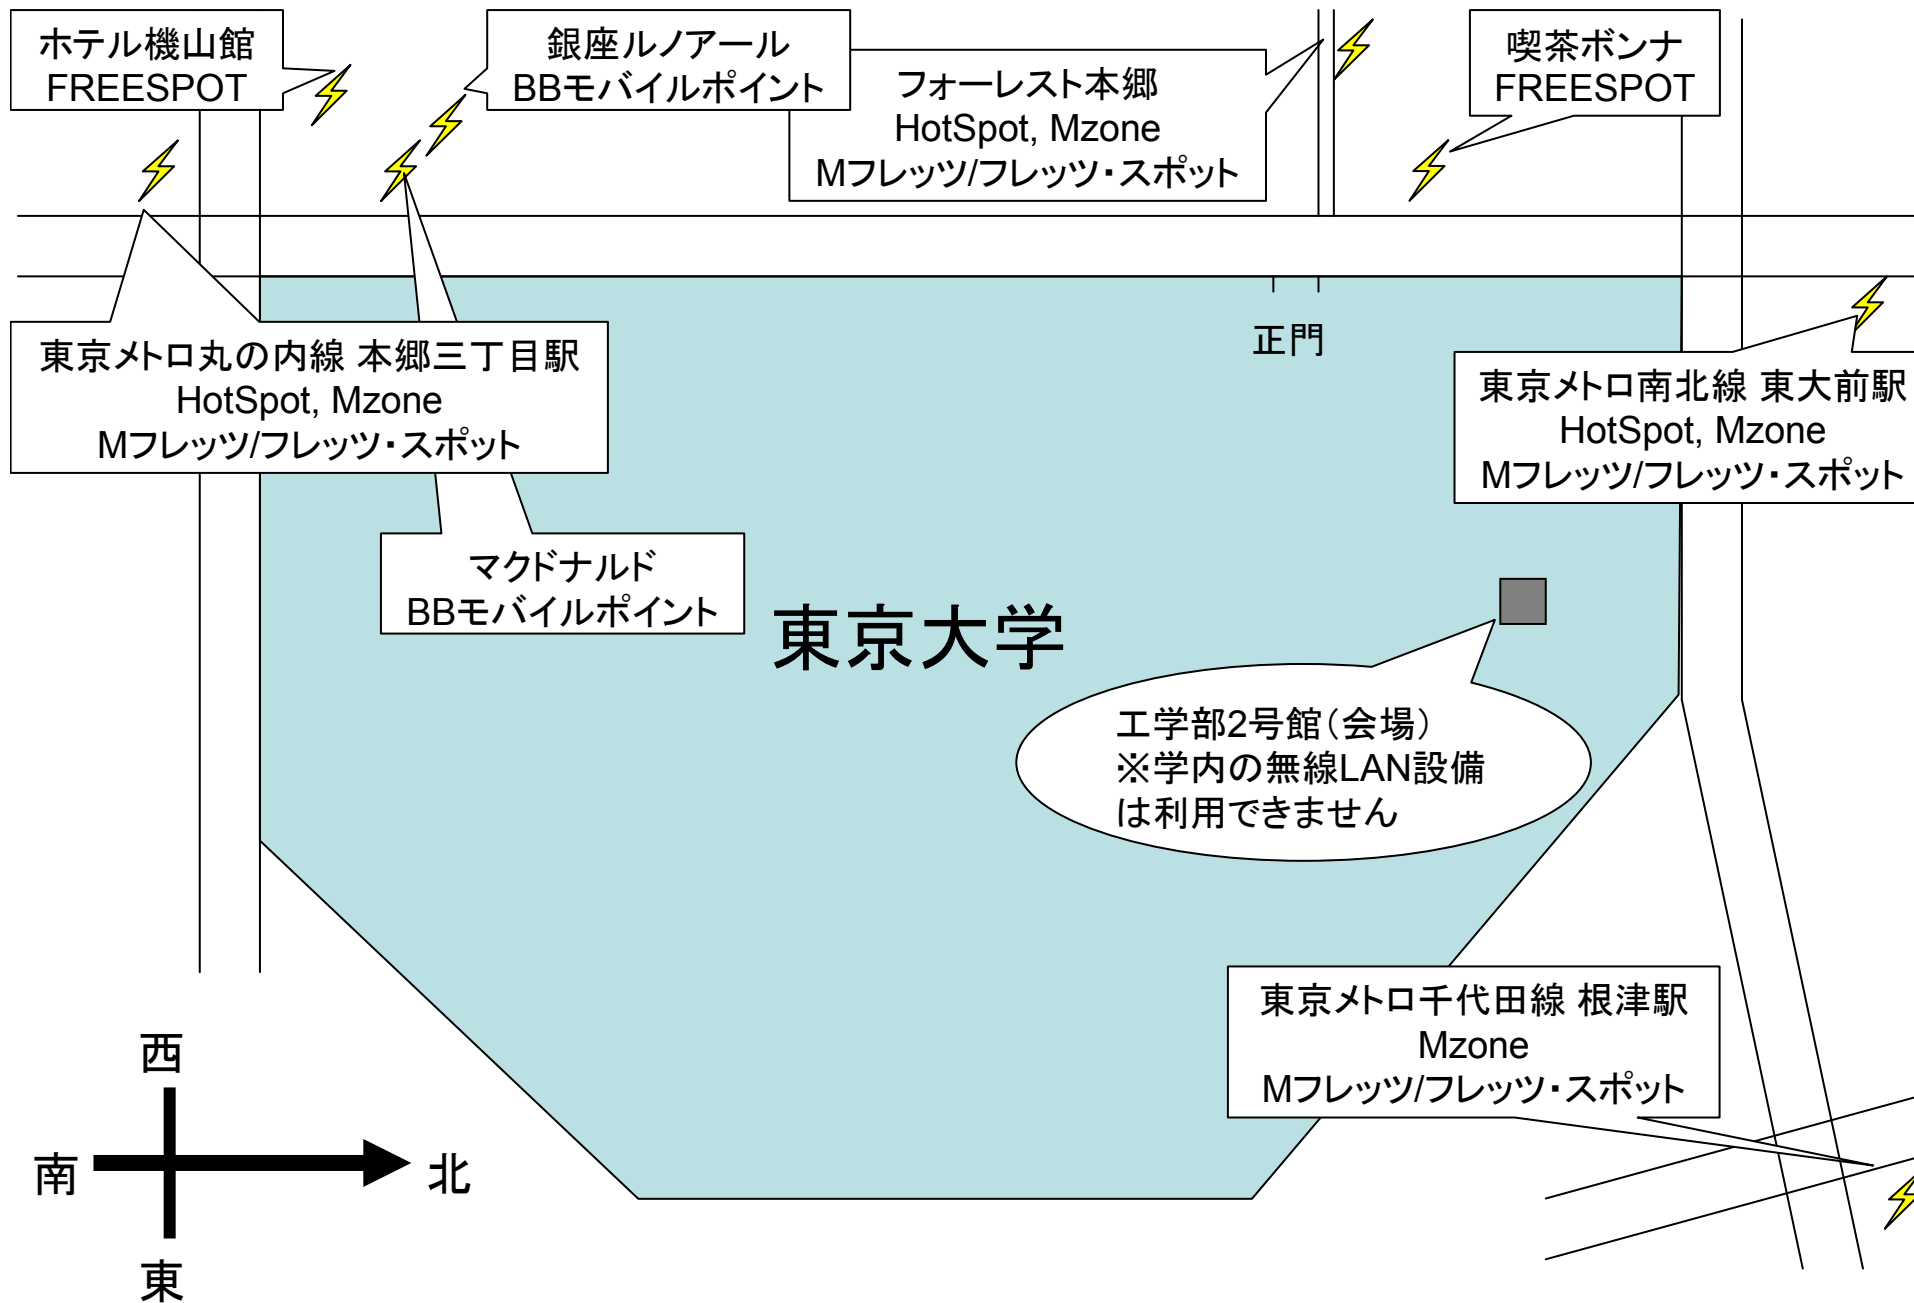 ホテル機山館
FREESPOT
銀座ルノアール
BBモバイルポイント
フォーレスト本郷
HotSpot, Mzone
Mフレッツ/フレッツ・スポット
喫茶ボンナ
FREESPOT
正門
東京メトロ丸の内線 本郷三丁目駅
HotSpot, Mzone
Mフレッツ/フレッツ・スポット
東京メトロ南北線 東大前駅
HotSpot, Mzone
Mフレッツ/フレッツ・スポット
マクドナルド
BBモバイルポイント
東京大学
工学部2号館（会場）
※学内の無線LAN設備
は利用できません
東京メトロ千代田線 根津駅
Mzone
Mフレッツ/フレッツ・スポット
西
南
北
東